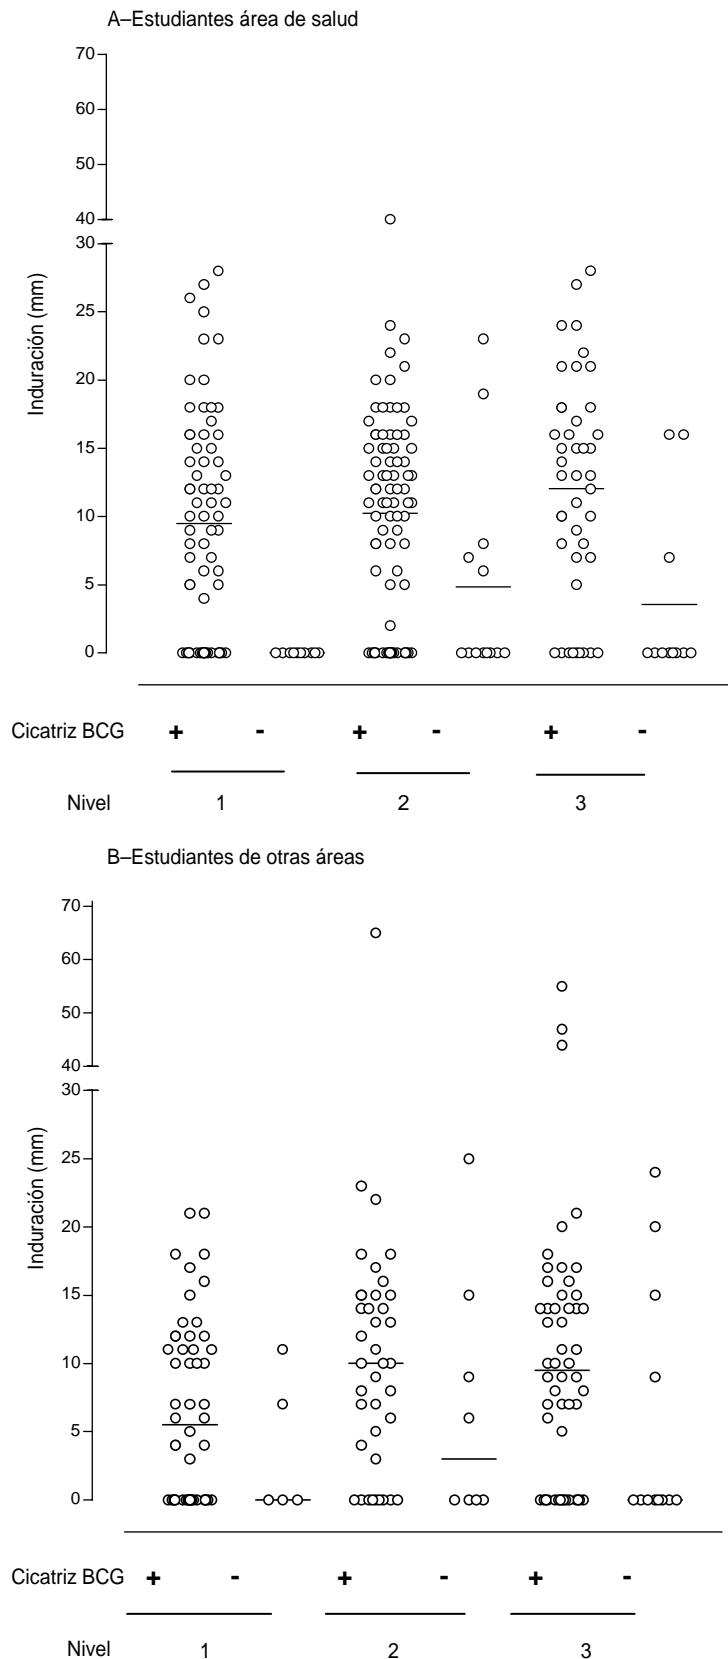 A–Estudiantes área de salud
70
60
50
40
30
25
20
15
10
5
0
Induración (mm)
Cicatriz BCG + - + - + -
Nivel 1 2 3
B–Estudiantes de otras áreas
70
60
50
40
30
25
20
15
10
5
0
Induración (mm)
Cicatriz BCG + - + - + -
Nivel 1 2 3